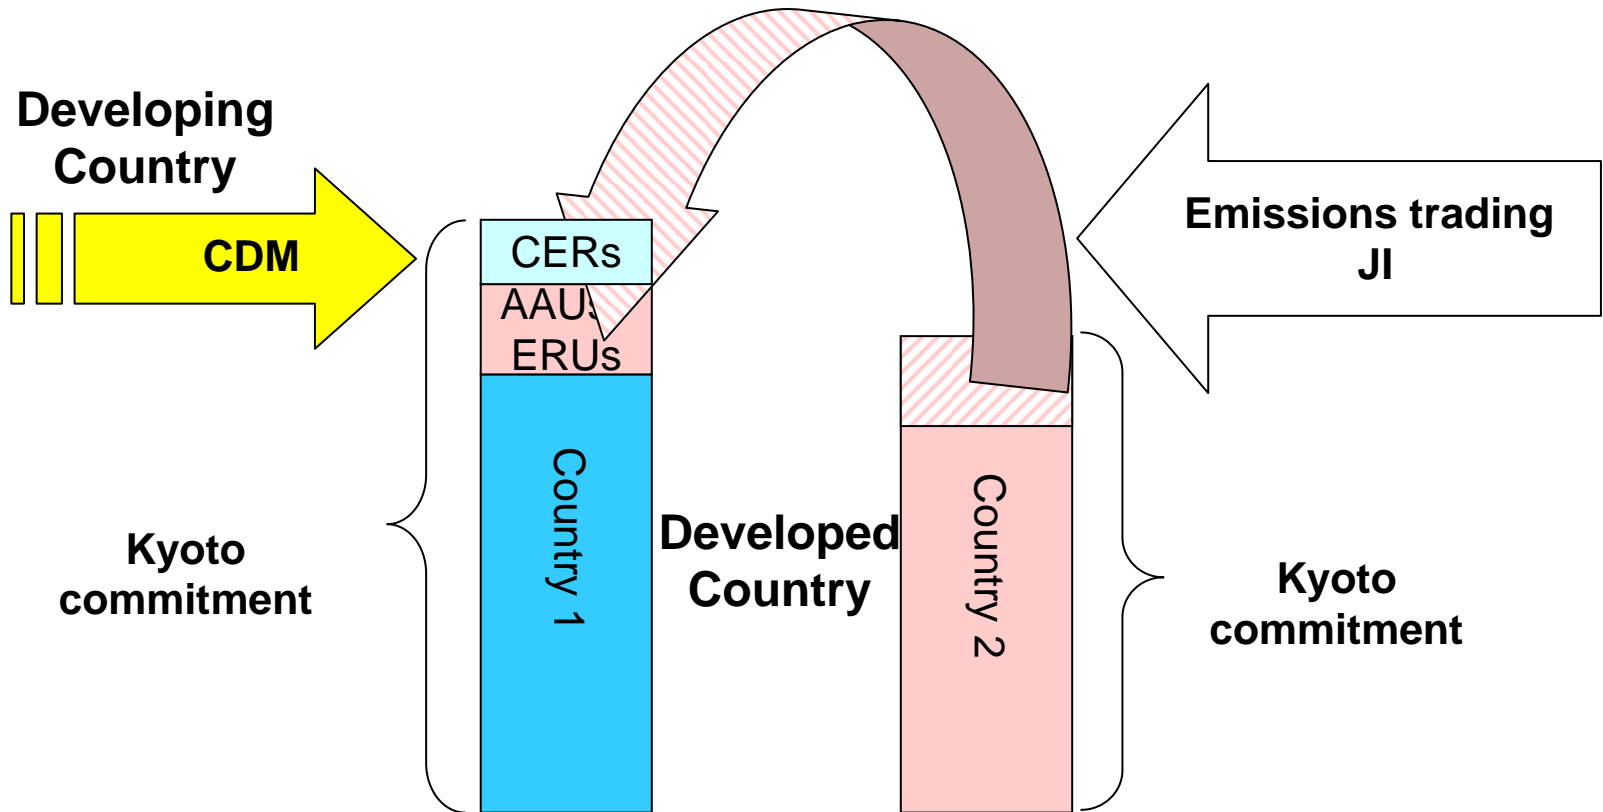 Developing
Country
CDM
CERs
AAUs
ERUs
Country 1
Kyoto
commitment
Developed
Country
Country 2
Emissions trading
JI
Kyoto
commitment